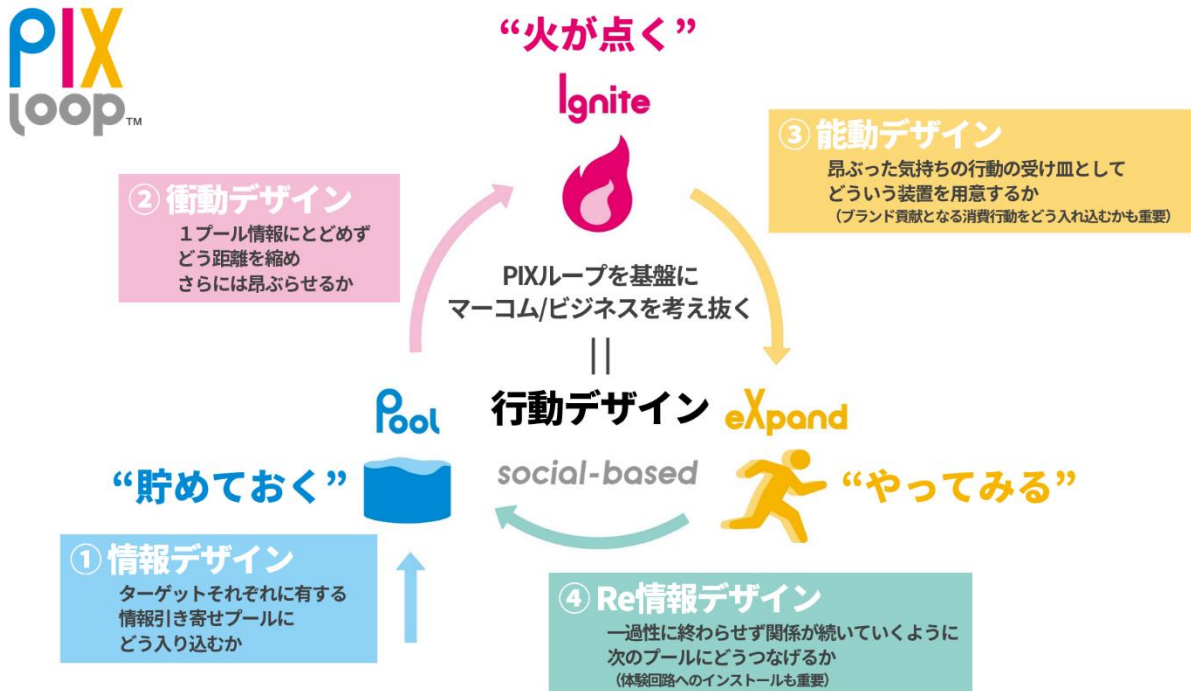 PIX
loop™
“火が点く”
Ignite
② 衝動デザイン
１プール情報にとどめず
どう距離を縮め
さらには昂ぶらせるか
③ 能動デザイン
昂ぶった気持ちの行動の受け皿として
どういう装置を用意するか
（ブランド貢献となる消費行動をどう入れ込むかも重要）
PIXループを基盤に
マーコム/ビジネスを考え抜く
||
行動デザイン
social-based
Pool
“貯めておく”
eXpand
“やってみる”
① 情報デザイン
ターゲットそれぞれに有する
情報引き寄せプールに
どう入り込むか
④ Re情報デザイン
一過性に終わらせず関係が続いていくように
次のプールにどうつなげるか
（体験回路へのインストールも重要）